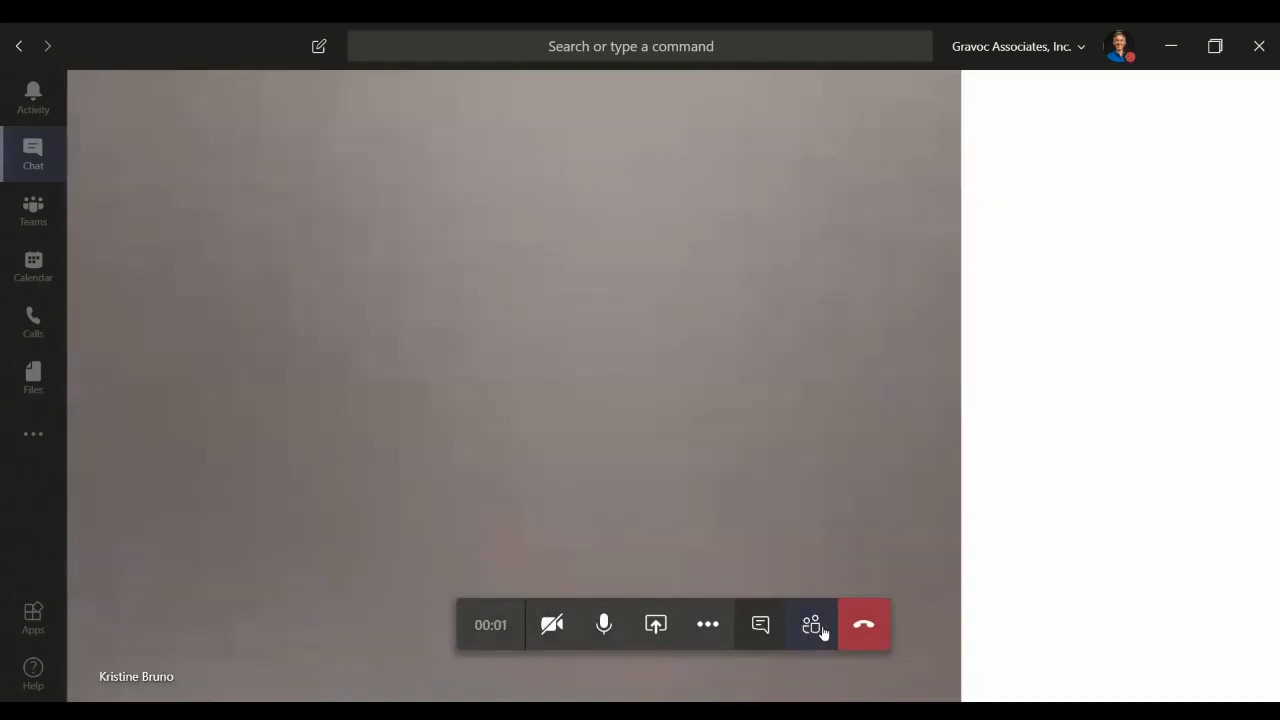 Search or type a command
Gravoc Associates, Inc.
Activity
Chat
Teams
Calendar
Calls
Files
Apps
Help
00:01
Kristine Bruno